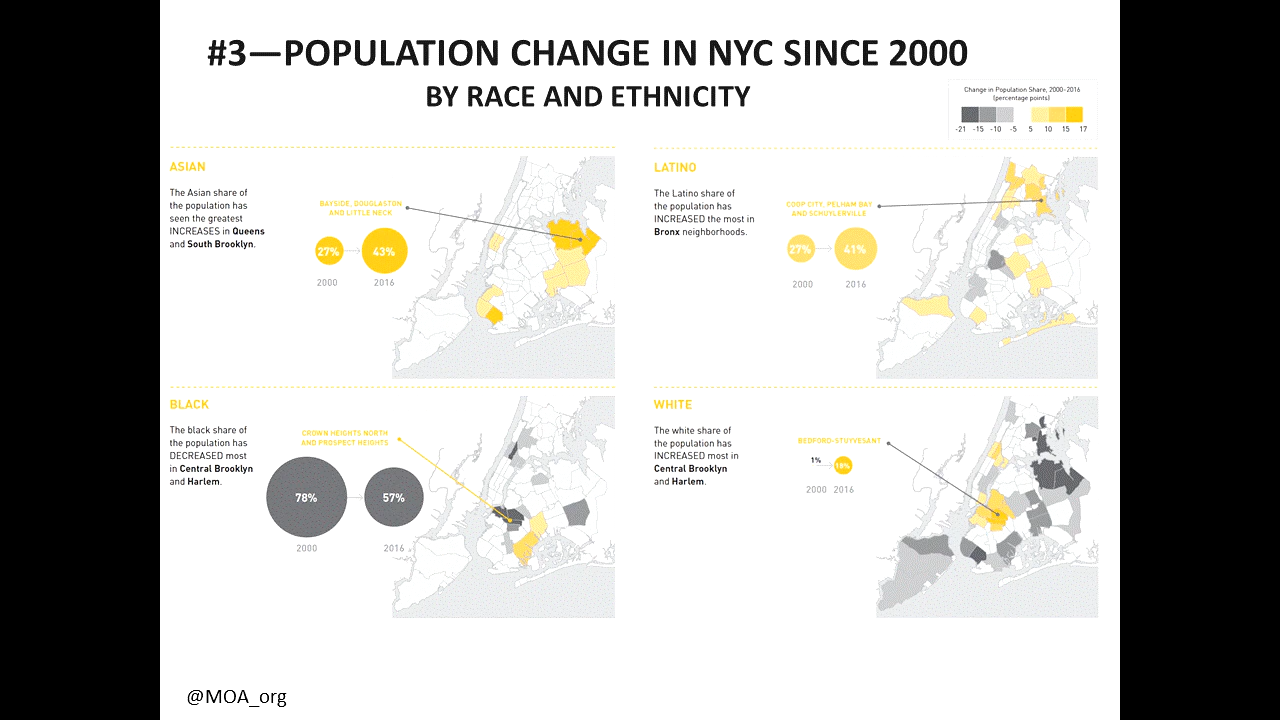 #3—POPULATION CHANGE IN NYC SINCE 2000
BY RACE AND ETHNICITY
Change in Population Share, 2000-2016
(percentage points)
-21 -15 -10 -5 5 10 15 17
ASIAN
The Asian share of
the population has
seen the greatest
INCREASES in Queens
and South Brooklyn.
BAYSIDE, DOUGLASTON
AND LITTLE NECK
27% 43%
2000 2016
LATINO
The Latino share of
the population has
INCREASED the most in
Bronx neighborhoods.
COOP CITY, PELHAM BAY
AND SCHUYLERVILLE
27% 41%
2000 2016
BLACK
The black share of
the population has
DECREASED most
in Central Brooklyn
and Harlem.
CROWN HEIGHTS NORTH
AND PROSPECT HEIGHTS
78% 57%
2000 2016
WHITE
The white share of
the population has
INCREASED most in
Central Brooklyn
and Harlem.
BEDFORD-STUYVESANT
1%
2000 2016
@MOA_org